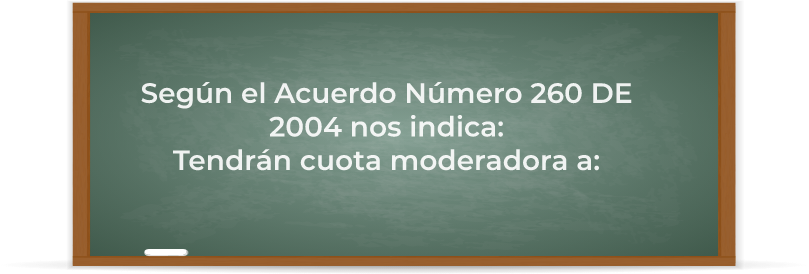 Según el Acuerdo Número 260 DE
2004 nos indica:
Tendrán cuota moderadora a: